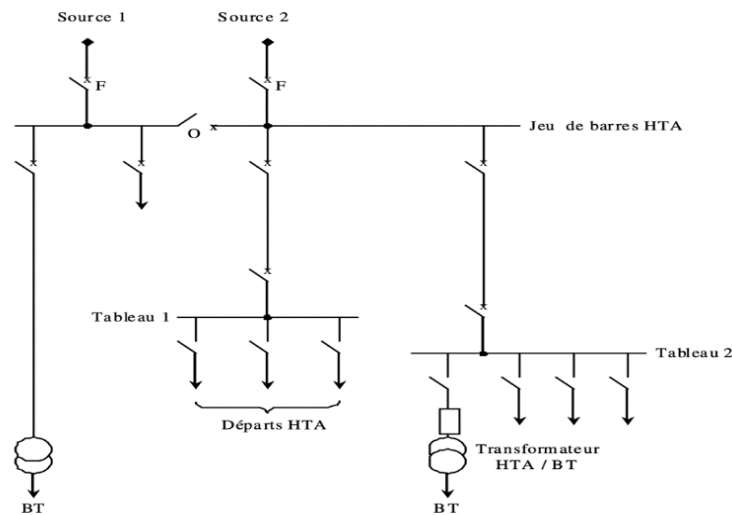 Source 1
Source 2
F
F
O
Jeu de barres HTA
Tableau 1
Tableau 2
Départs HTA
Transformateur
HTA / BT
BT
BT